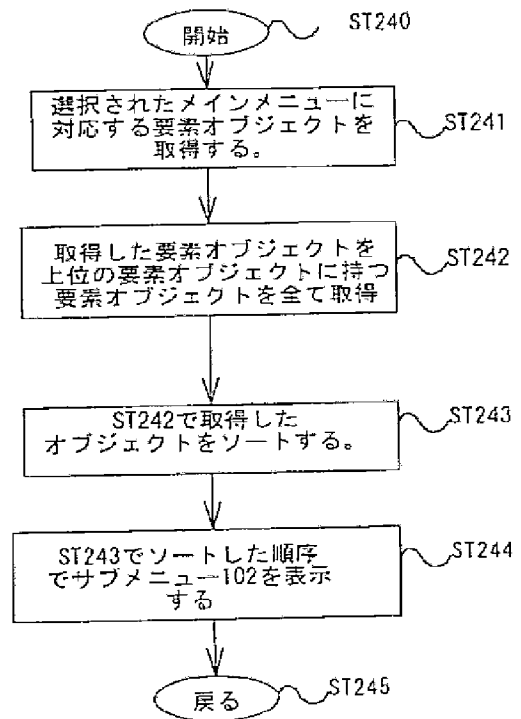 開始
ST240
選択されたメインメニューに
対応する要素オブジェクトを
取得する。
ST241
取得した要素オブジェクトを
上位の要素オブジェクトに持つ
要素オブジェクトを全て取得
ST242
ST242で取得した
オブジェクトをソートする。
ST243
ST243でソートした順序
でサブメニュー102を表示
する
ST244
戻る
ST245